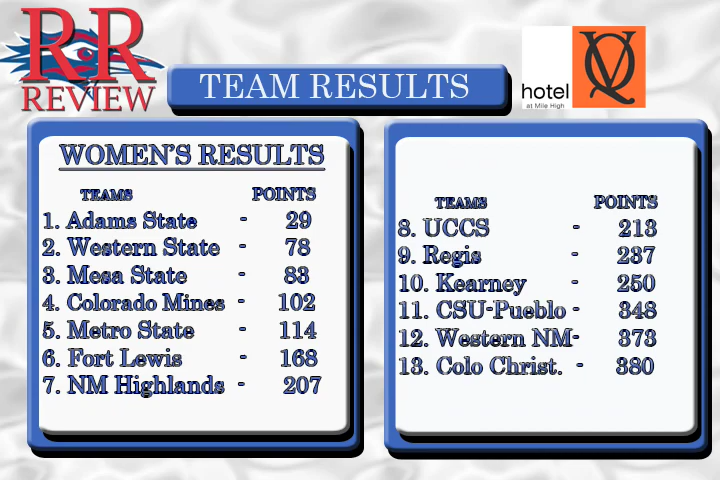 RR
REVIEW
TEAM RESULTS
hotel
VQ
at Mile High
WOMEN'S RESULTS
TEAMS POINTS
1. Adams State - 29
2. Western State - 78
3. Mesa State - 83
4. Colorado Mines - 102
5. Metro State - 114
6. Fort Lewis - 168
7. NM Highlands - 207
TEAMS POINTS
8. UCCS - 213
9. Regis - 237
10. Kearney - 250
11. CSU-Pueblo - 348
12. Western NM- 373
13. Colo Christ. - 380